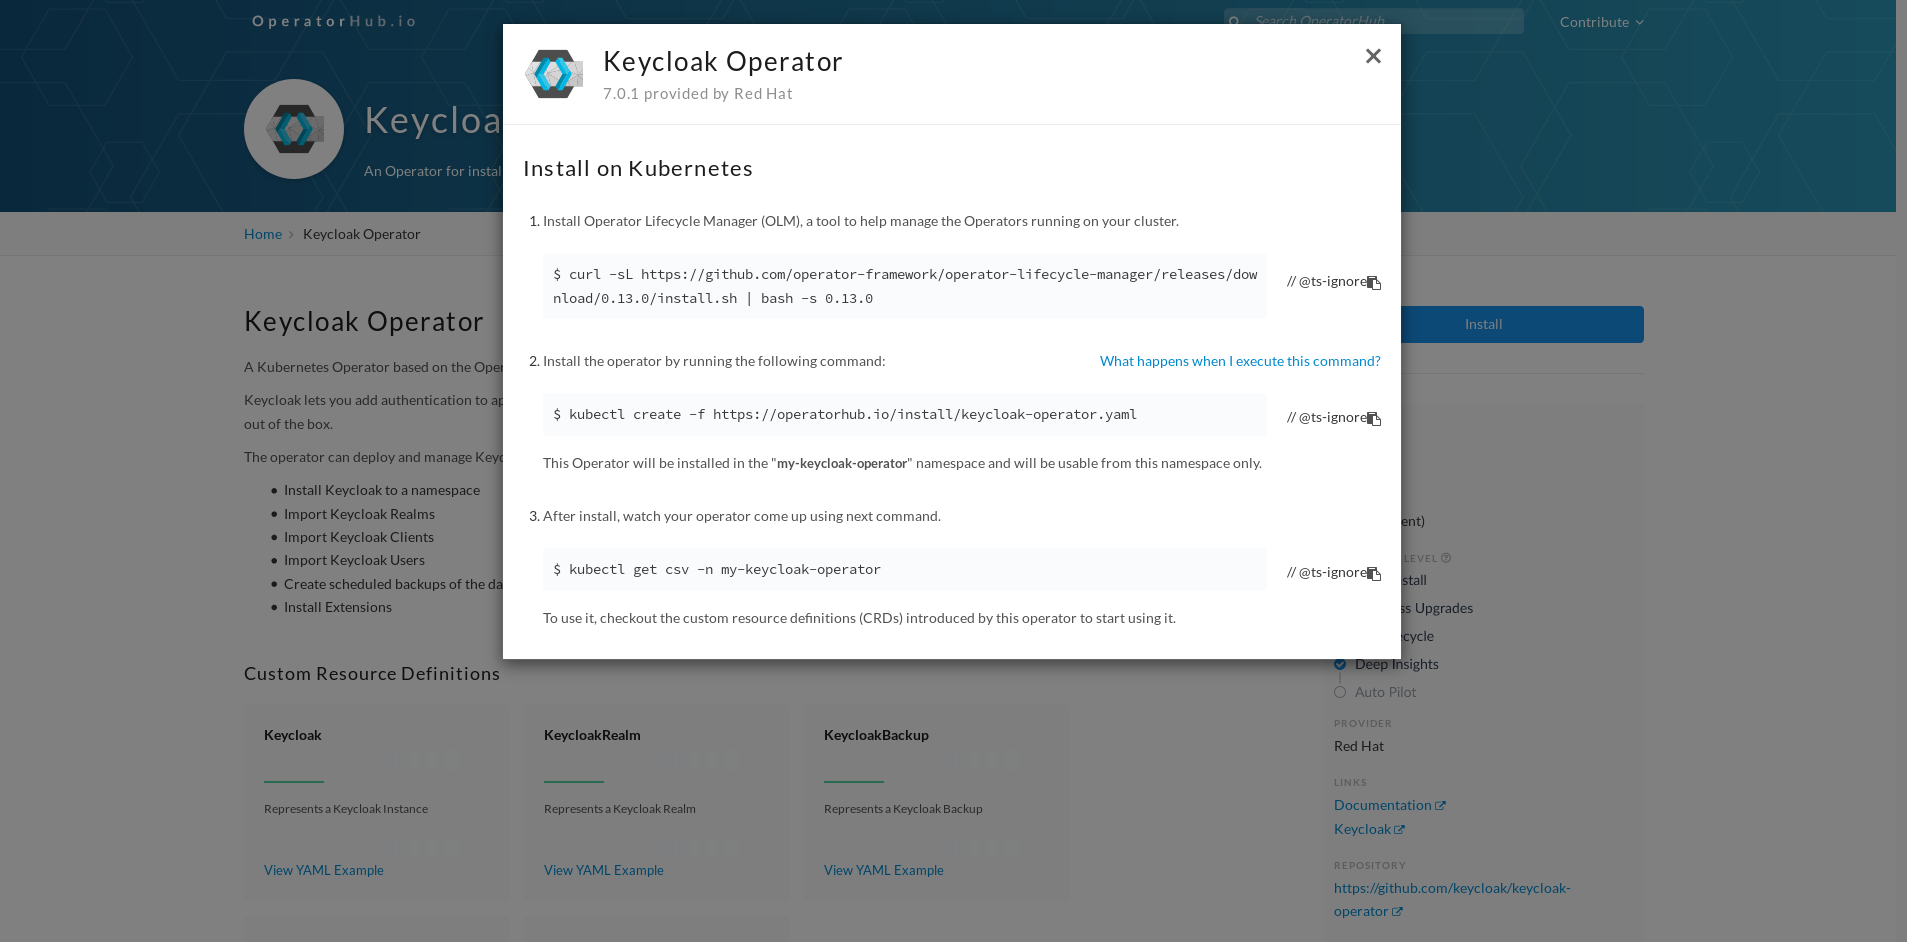 OperatorHub.io
Search OperatorHub
Contribute
Keycloa
An Operator for instal
Home > Keycloak Operator
Keycloak Operator
7.0.1 provided by Red Hat
Install on Kubernetes
1. Install Operator Lifecycle Manager (OLM), a tool to help manage the Operators running on your cluster.
$ curl -sL https://github.com/operator-framework/operator-lifecycle-manager/releases/dow
nload/0.13.0/install.sh | bash -s 0.13.0
// @ts-ignore
2. Install the operator by running the following command:
What happens when I execute this command?
$ kubectl create -f https://operatorhub.io/install/keycloak-operator.yaml
// @ts-ignore
This Operator will be installed in the "my-keycloak-operator" namespace and will be usable from this namespace only.
3. After install, watch your operator come up using next command.
$ kubectl get csv -n my-keycloak-operator
// @ts-ignore
To use it, checkout the custom resource definitions (CRDs) introduced by this operator to start using it.
Keycloak Operator
A Kubernetes Operator based on the Oper
Keycloak lets you add authentication to ap
out of the box.
The operator can deploy and manage Keyc
• Install Keycloak to a namespace
• Import Keycloak Realms
• Import Keycloak Clients
• Import Keycloak Users
• Create scheduled backups of the da
• Install Extensions
Custom Resource Definitions
Keycloak
Represents a Keycloak Instance
View YAML Example
KeycloakRealm
Represents a Keycloak Realm
View YAML Example
KeycloakBackup
Represents a Keycloak Backup
View YAML Example
Install
ent)
LEVEL
stall
ss Upgrades
ecycle
Deep Insights
Auto Pilot
PROVIDER
Red Hat
LINKS
Documentation
Keycloak
REPOSITORY
https://github.com/keycloak/keycloak-
operator